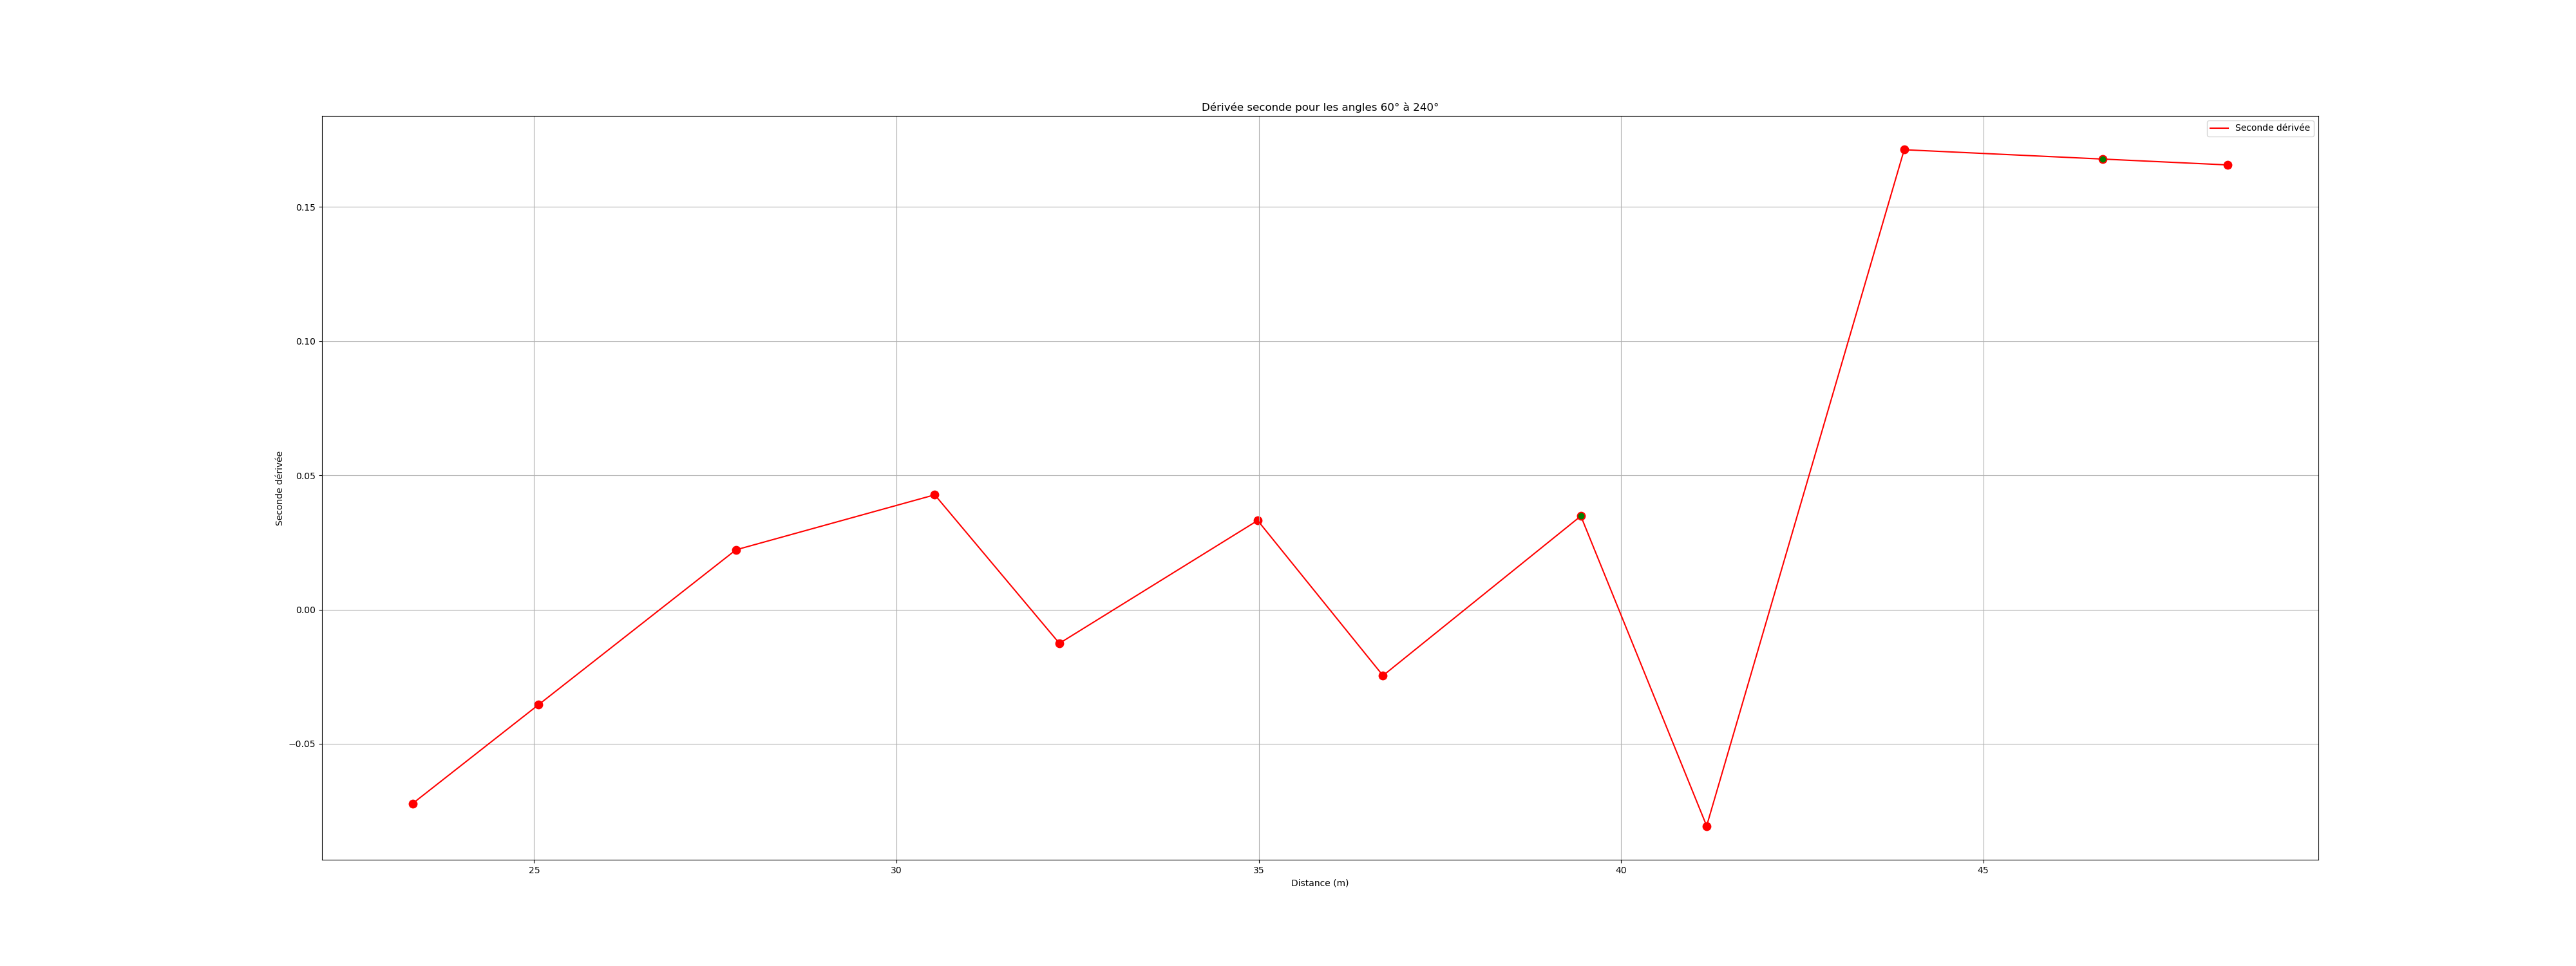 Dérivée seconde pour les angles 60° à 240°
Seconde dérivée
0.15
0.10
0.05
0.00
−0.05
Seconde dérivée
25
30
35
40
45
Distance (m)